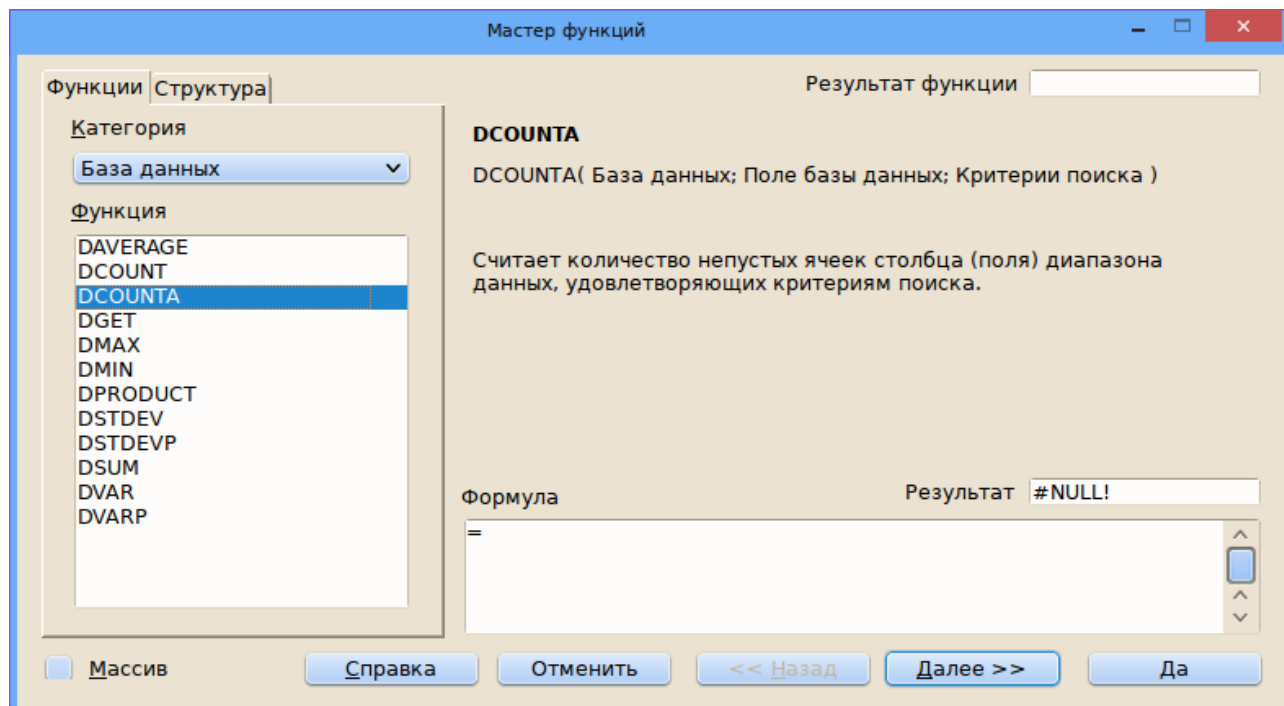 Мастер функций
Функции Структура
Результат функции
Категория
База данных
Функция
DAVERAGE
DCOUNT
DCOUNTA
DGET
DMAX
DMIN
DPRODUCT
DSTDEV
DSTDEVP
DSUM
DVAR
DVARP
DCOUNTA
DCOUNTA( База данных; Поле базы данных; Критерии поиска )
Считает количество непустых ячеек столбца (поля) диапазона
данных, удовлетворяющих критериям поиска.
Формула
Результат #NULL!
=
Массив
Справка
Отменить
<< Назад
Далее >>
Да